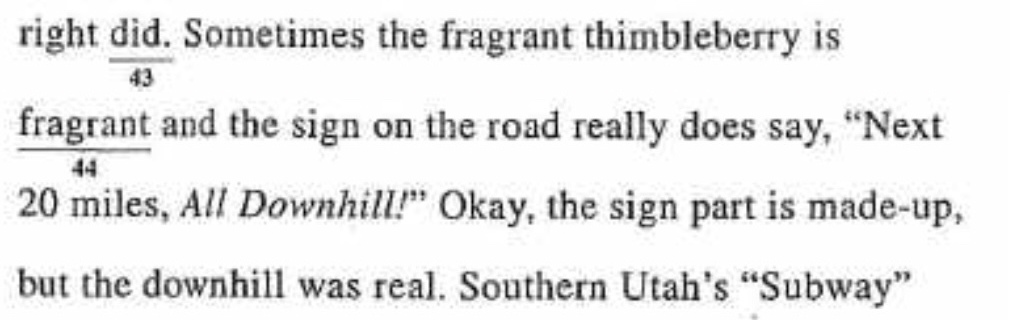 right did. Sometimes the fragrant thimbleberry is
43
fragrant and the sign on the road really does say, “Next
44
20 miles, All Downhill!” Okay, the sign part is made-up,
but the downhill was real. Southern Utah’s “Subway”